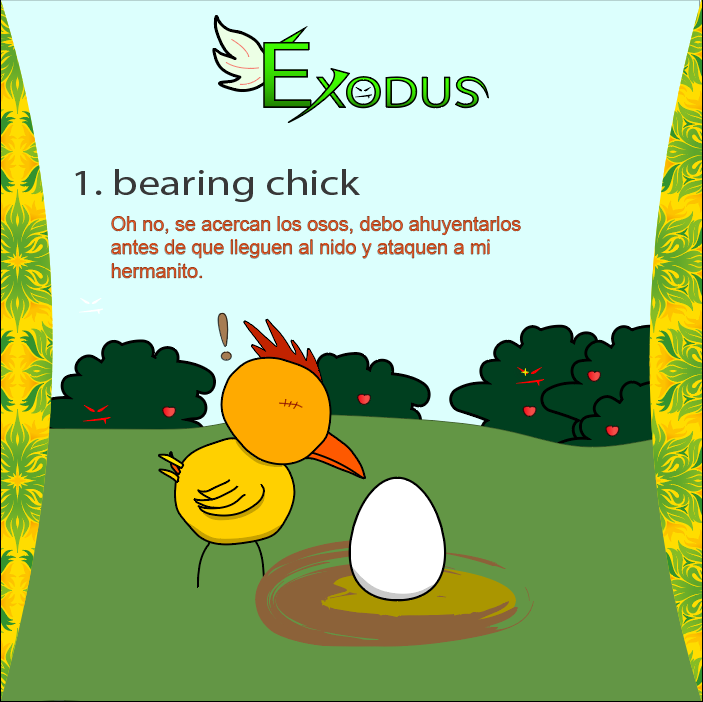 Exodus
1. bearing chick
Oh no, se acercan los osos, debo ahuyentarlos
antes de que lleguen al nido y ataquen a mi
hermanito.
!